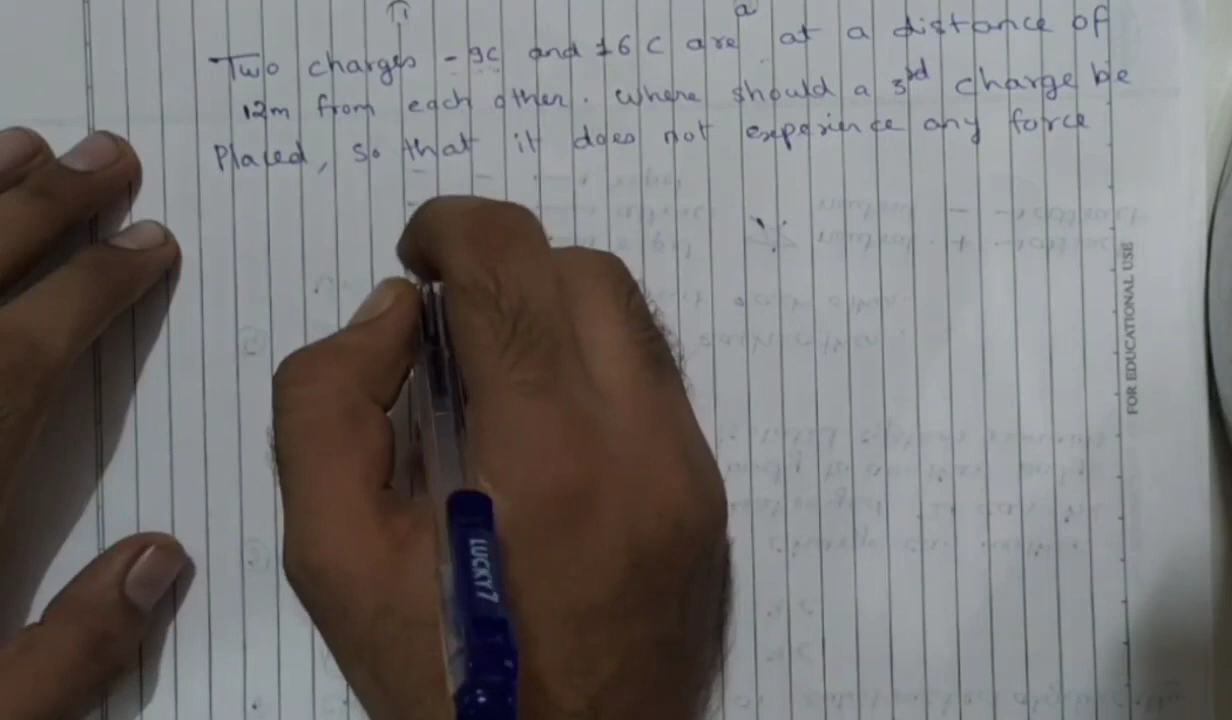 Two charges - 9c and 16 C are at a distance of
12m from each other. Where should a 3rd charge be
placed, so that it does not experience any force
FOR EDUCATIONAL USE
LUCKY7